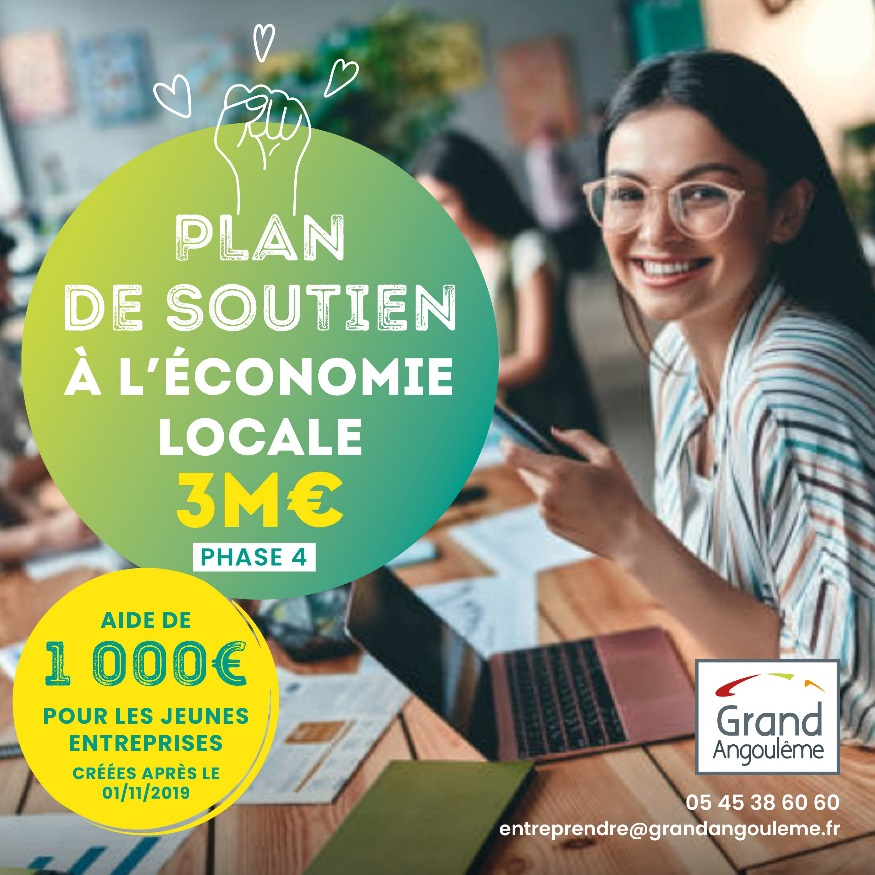 PLAN
DE SOUTIEN
À L'ÉCONOMIE
LOCALE
3M€
PHASE 4
AIDE DE
1 000€
POUR LES JEUNES
ENTREPRISES
CRÉÉES APRÈS LE
01/11/2019
Grand
Angoulême
05 45 38 60 60
entreprendre@grandangouleme.fr